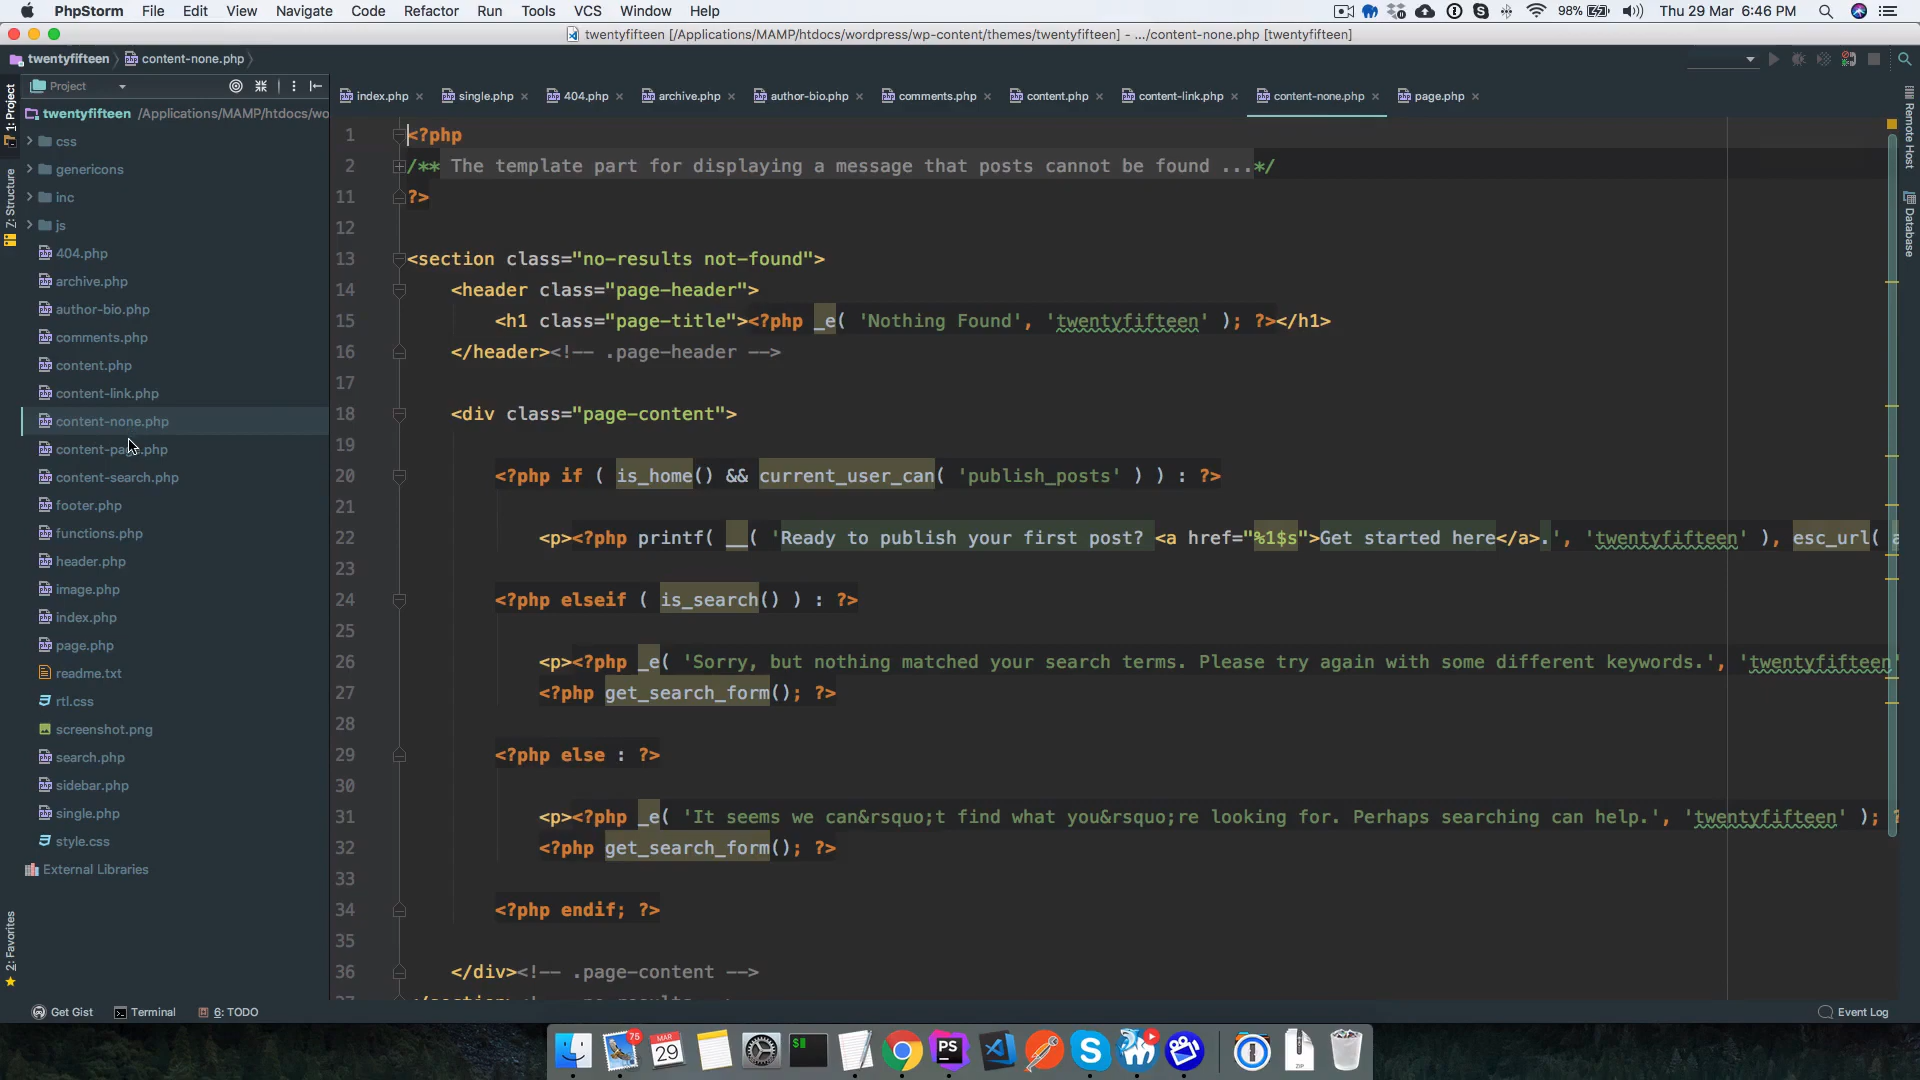 PhpStorm File Edit View Navigate Code Refactor Run Tools VCS Window Help 98% Thu 29 Mar 6:46 PM
twentyfifteen [/Applications/MAMP/htdocs/wordpress/wp-content/themes/twentyfifteen] - .../content-none.php [twentyfifteen]
twentyfifteen content-none.php
Project
index.php single.php 404.php archive.php author-bio.php comments.php content.php content-link.php content-none.php page.php
1: Project
Z: Structure
2: Favorites
twentyfifteen /Applications/MAMP/htdocs/wo
css
genericons
inc
js
404.php
archive.php
author-bio.php
comments.php
content.php
content-link.php
content-none.php
content-page.php
content-search.php
footer.php
functions.php
header.php
image.php
index.php
page.php
readme.txt
rtl.css
screenshot.png
search.php
sidebar.php
single.php
style.css
External Libraries
1 <?php
2 /** The template part for displaying a message that posts cannot be found ...*/
11 ?>
12
13 <section class="no-results not-found">
14 <header class="page-header">
15 <h1 class="page-title"><?php _e( 'Nothing Found', 'twentyfifteen' ); ?></h1>
16 </header><!-- .page-header -->
17
18 <div class="page-content">
19
20 <?php if ( is_home() && current_user_can( 'publish_posts' ) ) : ?>
21
22 <p><?php printf( __( 'Ready to publish your first post? <a href="%1$s">Get started here</a>.', 'twentyfifteen' ), esc_url( a
23
24 <?php elseif ( is_search() ) : ?>
25
26 <p><?php _e( 'Sorry, but nothing matched your search terms. Please try again with some different keywords.', 'twentyfifteen'
27 <?php get_search_form(); ?>
28
29 <?php else : ?>
30
31 <p><?php _e( 'It seems we can&rsquo;t find what you&rsquo;re looking for. Perhaps searching can help.', 'twentyfifteen' ); ?
32 <?php get_search_form(); ?>
33
34 <?php endif; ?>
35
36 </div><!-- .page-content -->
Remote Host
Database
Get Gist Terminal 6: TODO Event Log
75 MAR 29 $ PS S ZIP